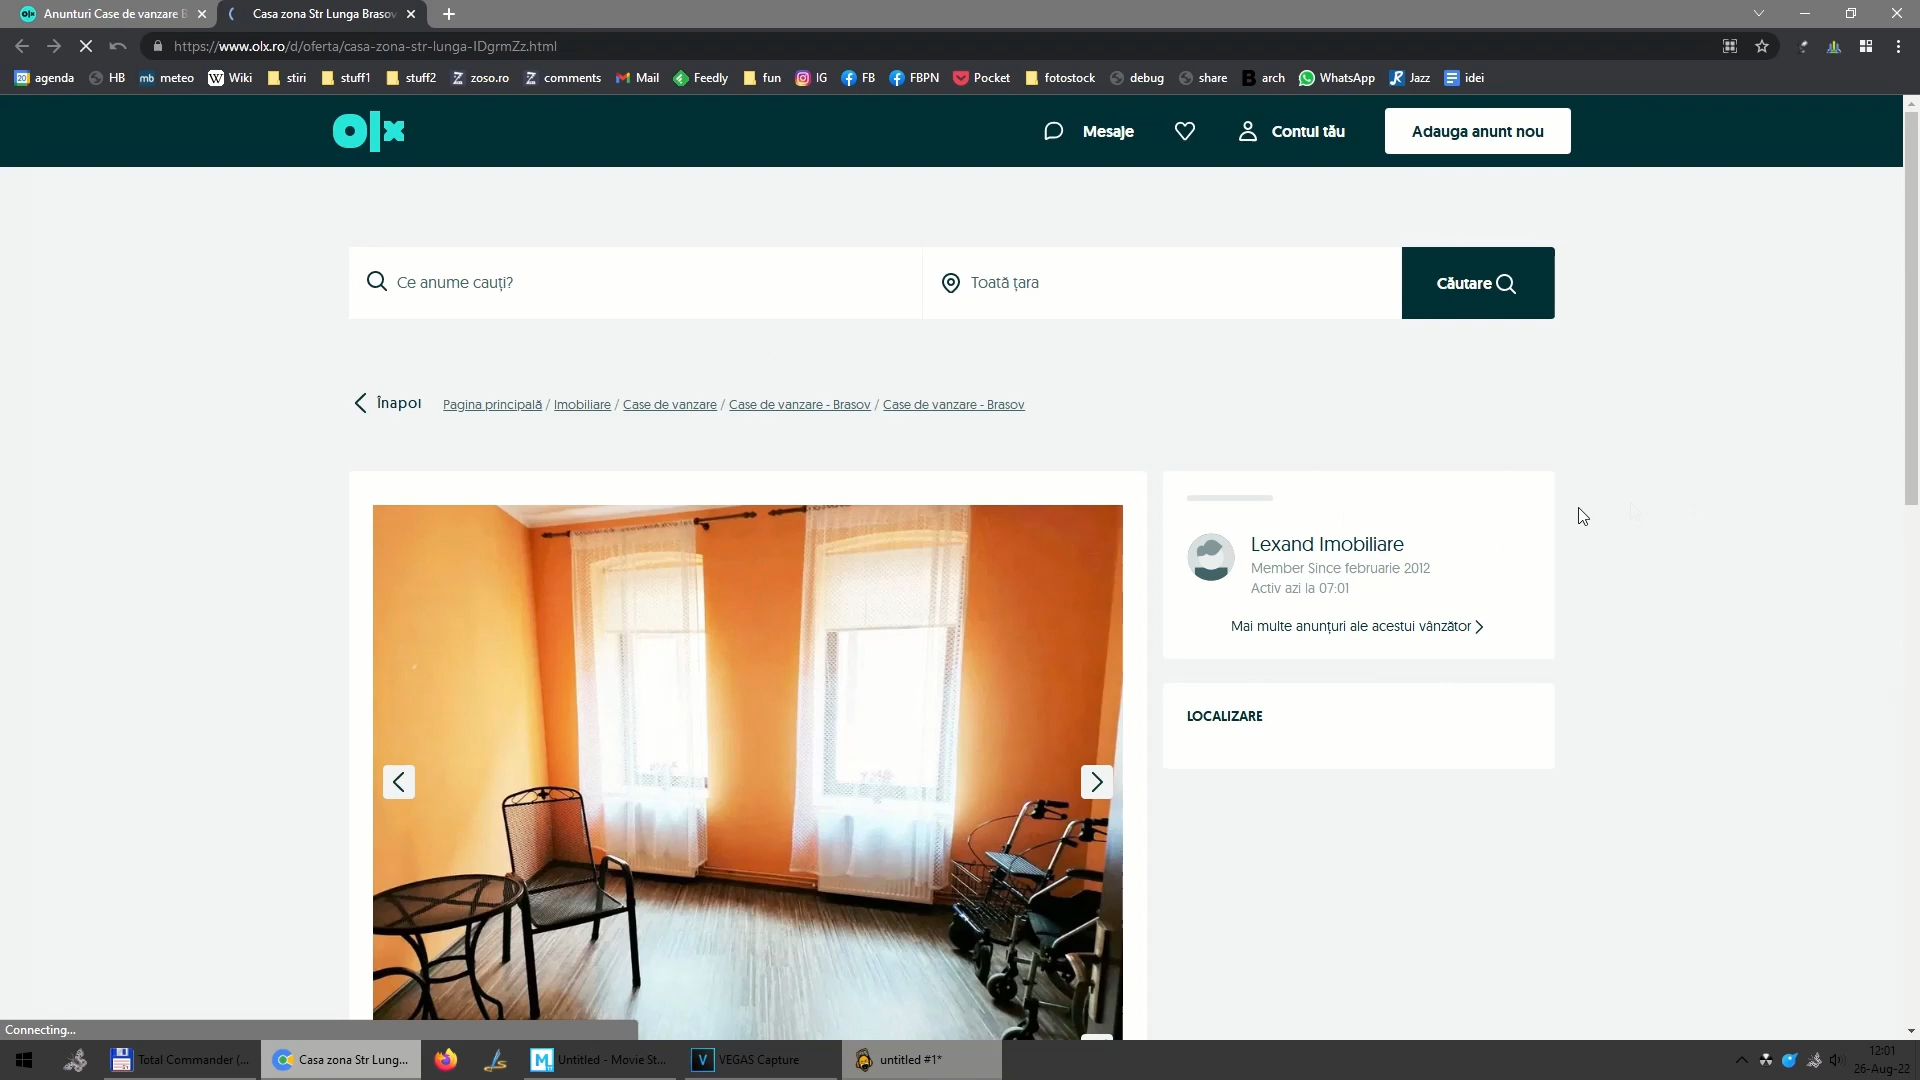 Anunturi Case de vanzare B
Casa zona Str Lunga Brasov
https://www.olx.ro/d/oferta/casa-zona-str-lunga-IDgrmZz.html
20 agenda HB mb meteo W Wiki stiri stuff1 stuff2 Z zoso.ro Z comments Mail Feedly fun IG FB FBPN Pocket fotostock debug share B arch WhatsApp Jazz idei
olx Mesaje Contul tău Adauga anunt nou
Ce anume cauți? Toată țara Căutare
Înapoi Pagina principală / Imobiliare / Case de vanzare / Case de vanzare - Brasov / Case de vanzare - Brasov
Lexand Imobiliare
Member Since februarie 2012
Activ azi la 07:01
Mai multe anunțuri ale acestui vânzător
LOCALIZARE
Connecting...
Total Commander (... Casa zona Str Lung... M Untitled - Movie St... V VEGAS Capture untitled #1*
12:01
26-Aug-22